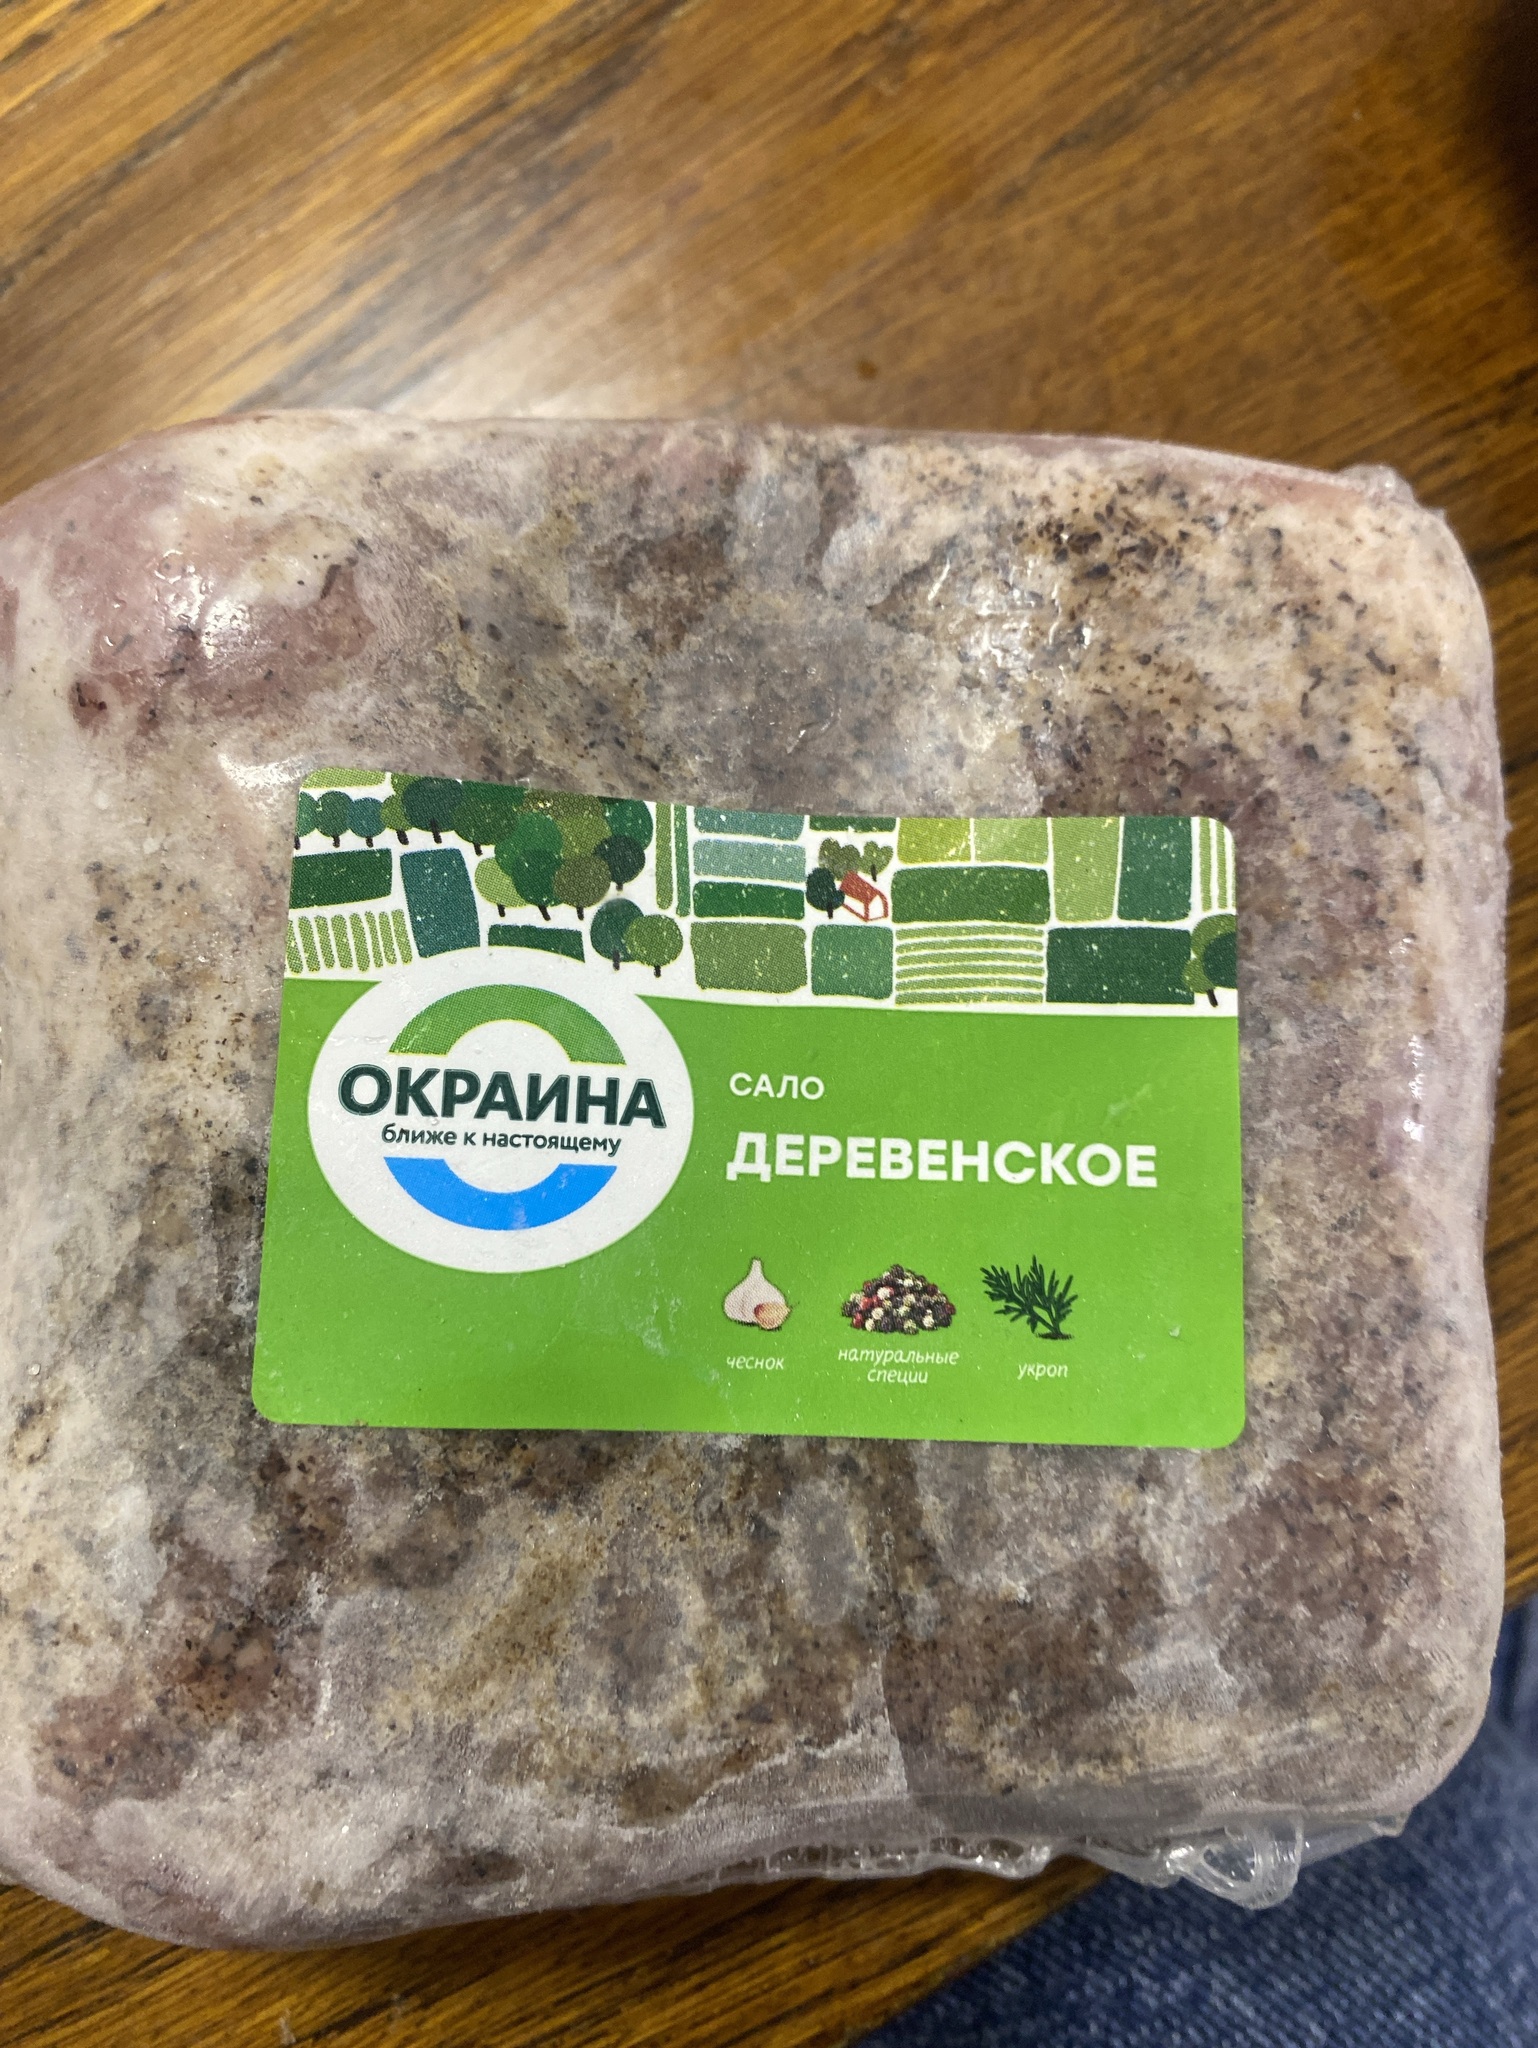 ОКРАИНА
ближе к настоящему
САЛО
ДЕРЕВЕНСКОЕ
чеснок
натуральные
специи
укроп